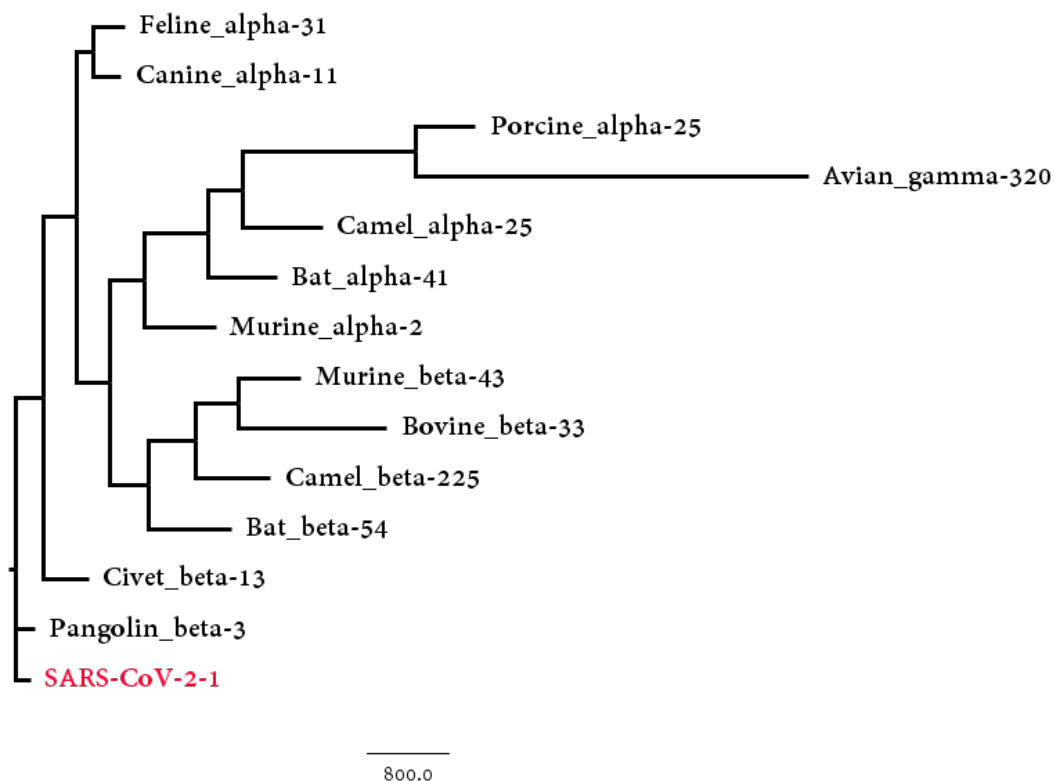 Feline_alpha-31
Canine_alpha-11
Porcine_alpha-25
Avian_gamma-320
Camel_alpha-25
Bat_alpha-41
Murine_alpha-2
Murine_beta-43
Bovine_beta-33
Camel_beta-225
Bat_beta-54
Civet_beta-13
Pangolin_beta-3
SARS-CoV-2-1
800.0